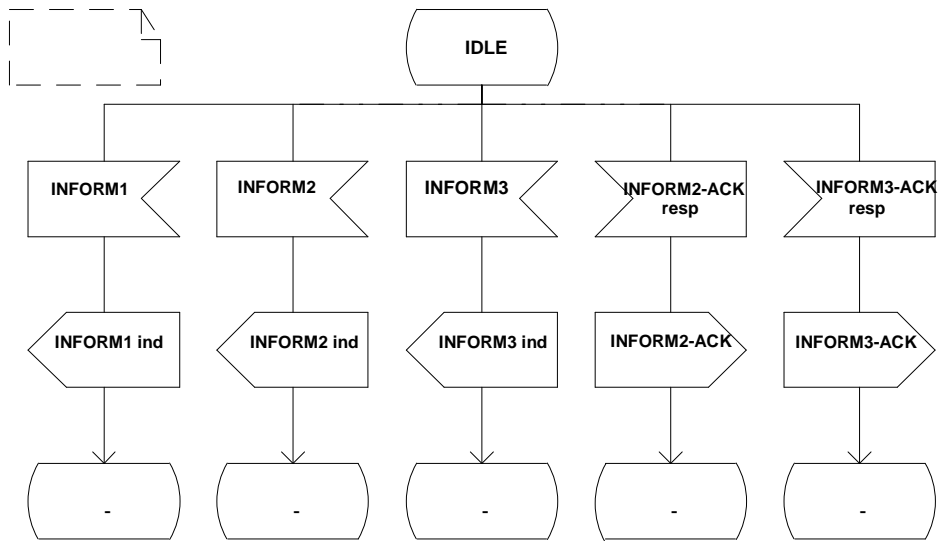 IDLE
INFORM1
INFORM2
INFORM3
INFORM2-ACK
resp
INFORM3-ACK
resp
INFORM1 ind
INFORM2 ind
INFORM3 ind
INFORM2-ACK
INFORM3-ACK
-
-
-
-
-